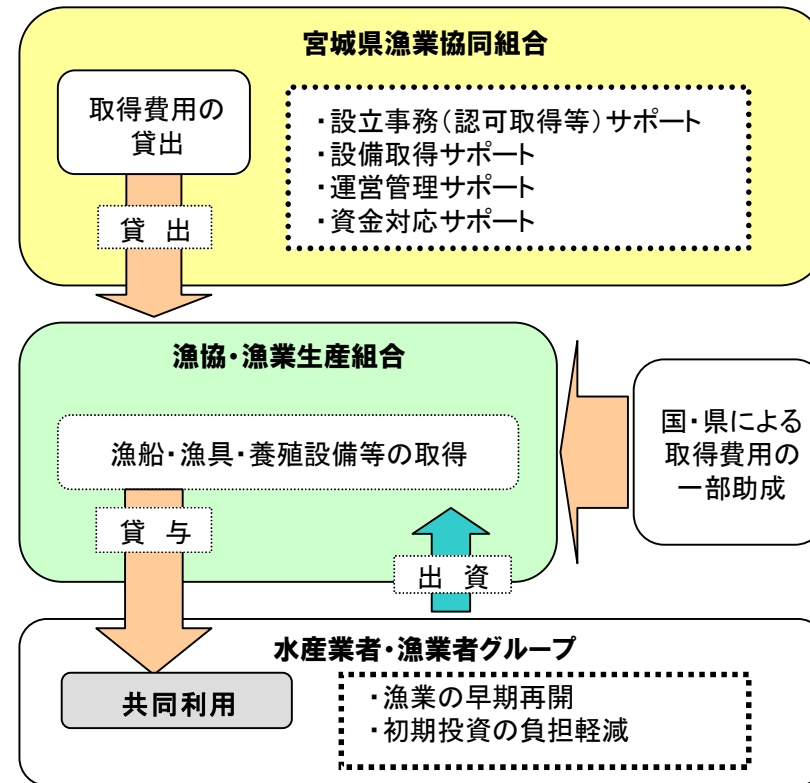 宮城県漁業協同組合
取得費用の
貸出
・設立事務（認可取得等）サポート
・設備取得サポート
・運営管理サポート
・資金対応サポート
貸 出
漁協・漁業生産組合
漁船・漁具・養殖設備等の取得
国・県による
取得費用の
一部助成
貸 与
出 資
水産業者・漁業者グループ
共同利用
・漁業の早期再開
・初期投資の負担軽減